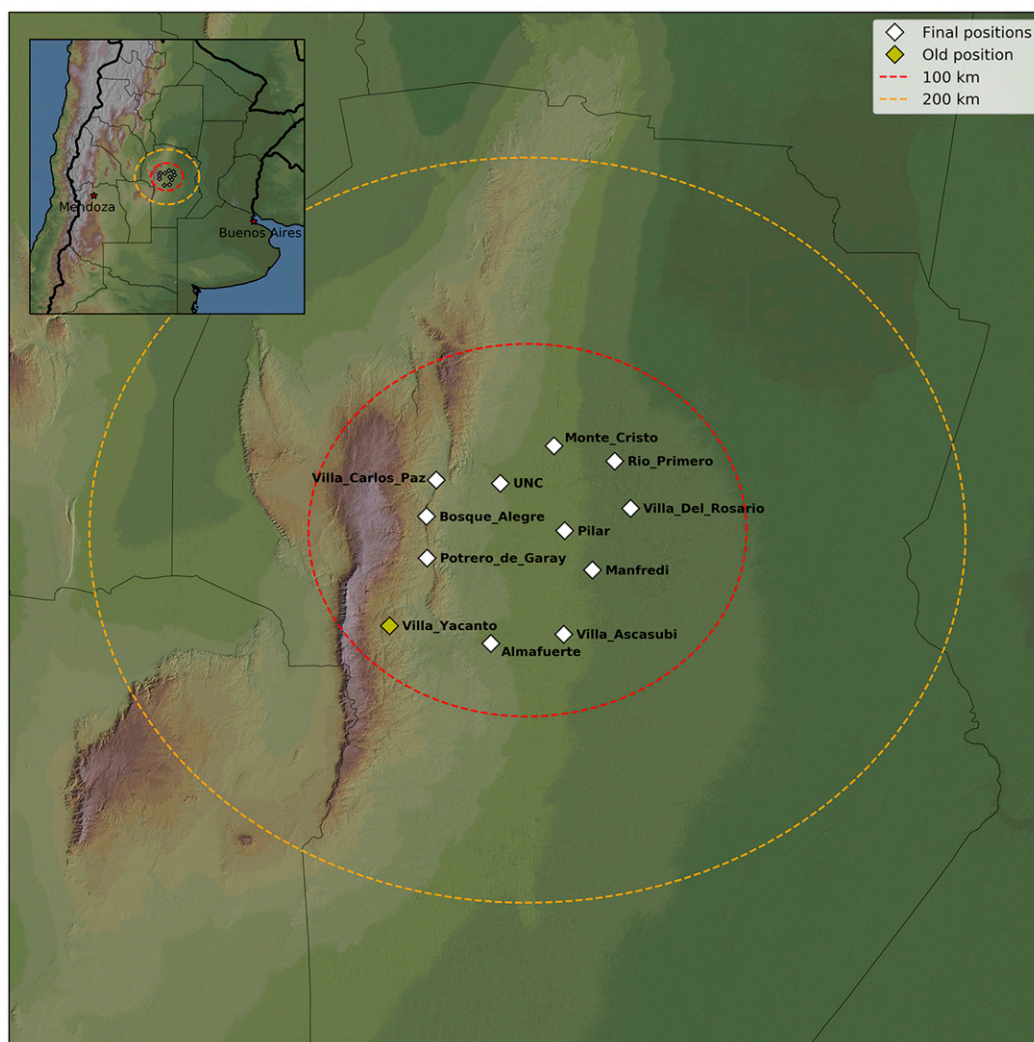 Final positions
Old position
100 km
200 km
Mendoza
Buenos Aires
Monte_Cristo
Rio_Primero
Villa_Carlos_Paz
UNC
Villa_Del_Rosario
Bosque_Alegre
Pilar
Potrero_de_Garay
Manfredi
Villa_Yacanto
Villa_Ascasubi
Almafuerte